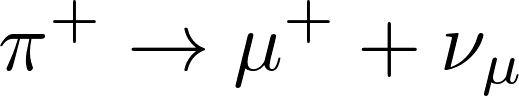 π⁺ → μ⁺ + ν_μ